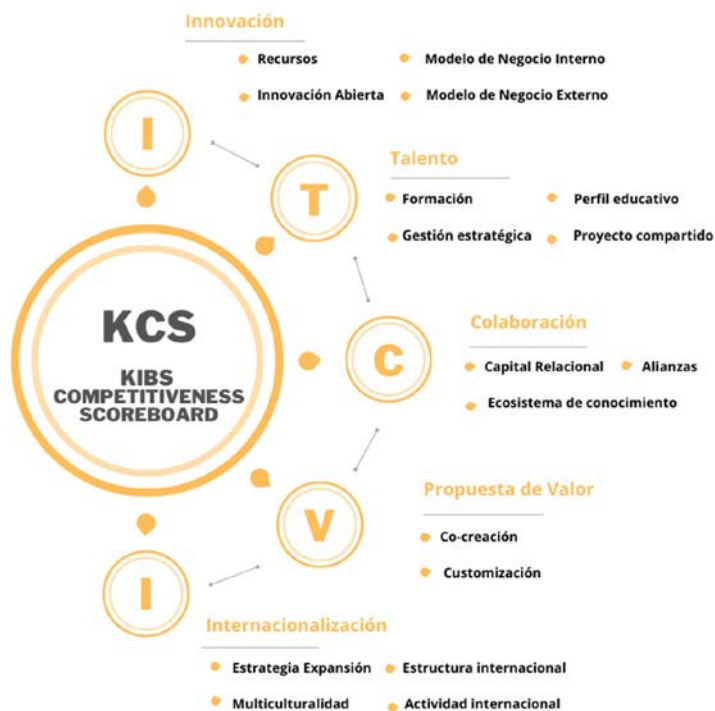 Innovación
Recursos
Modelo de Negocio Interno
Innovación Abierta
Modelo de Negocio Externo
I
Talento
T
Formación
Perfil educativo
Gestión estratégica
Proyecto compartido
KCS
KIBS
COMPETITIVENESS
SCOREBOARD
Colaboración
C
Capital Relacional
Alianzas
Ecosistema de conocimiento
Propuesta de Valor
V
Co-creación
Customización
I
Internacionalización
Estrategia Expansión
Estructura internacional
Multiculturalidad
Actividad internacional